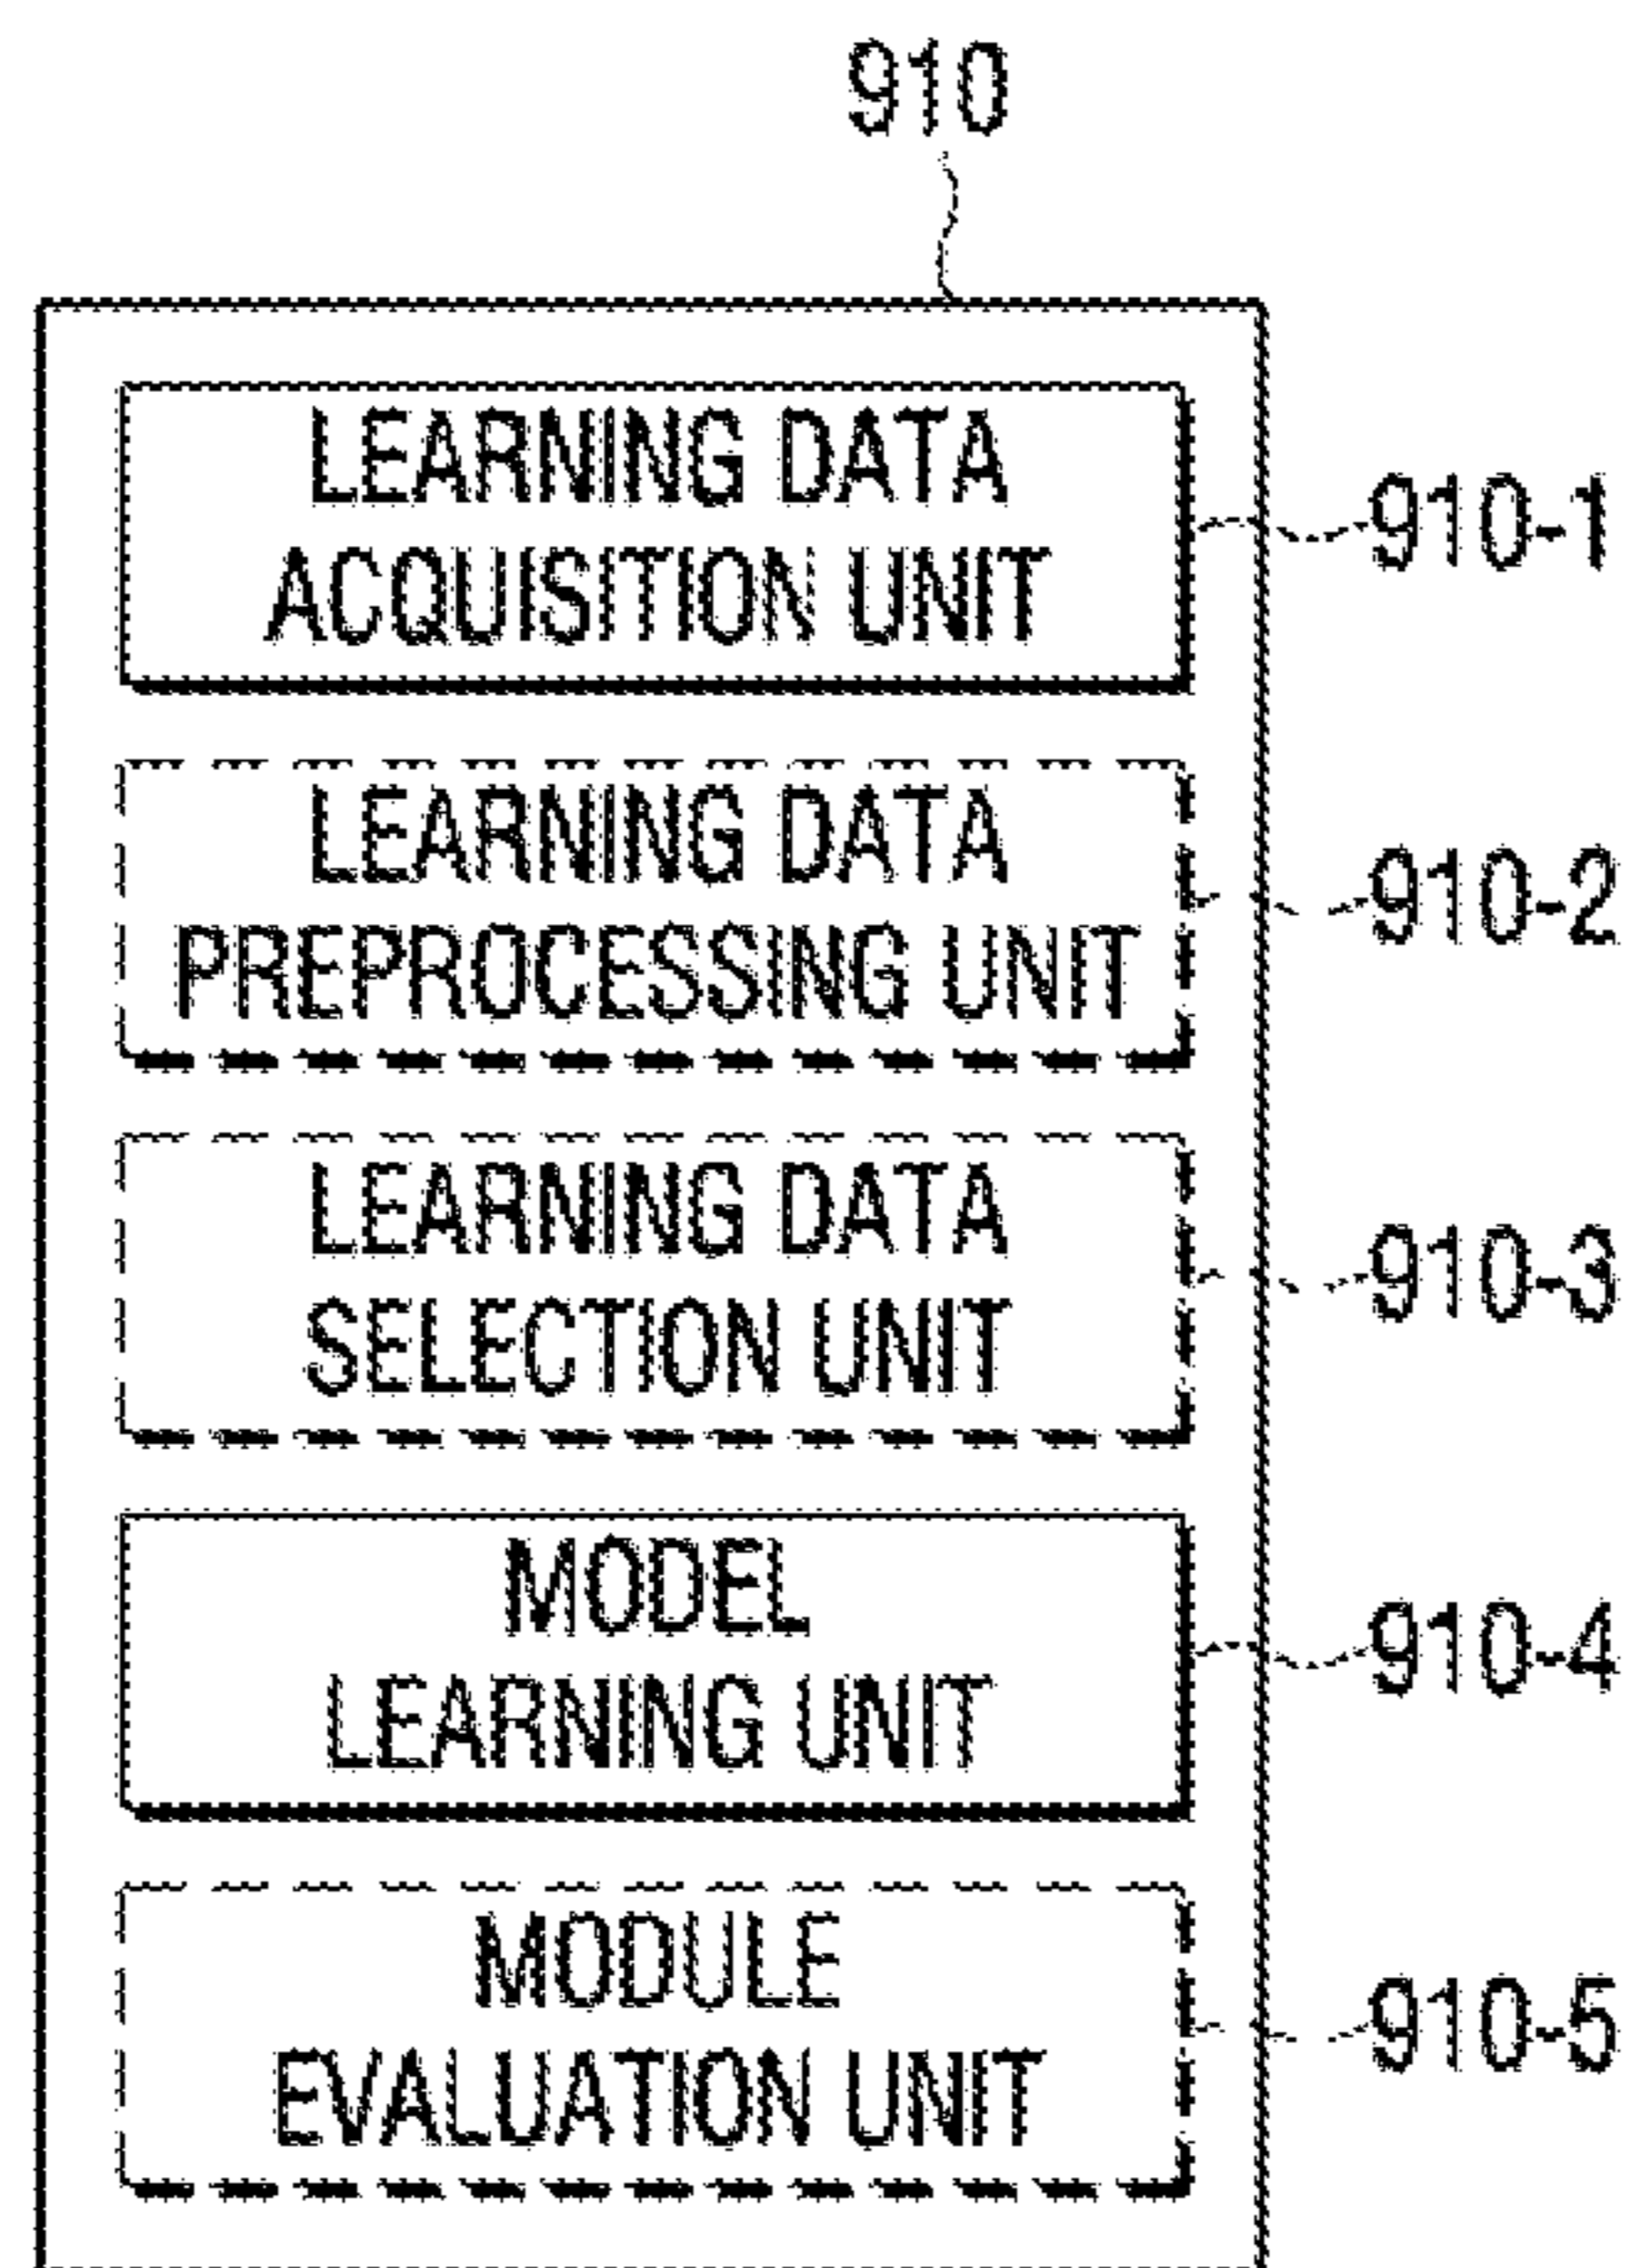 910
LEARNING DATA
ACQUISITION UNIT
910-1
LEARNING DATA
PREPROCESSING UNIT
910-2
LEARNING DATA
SELECTION UNIT
910-3
MODEL
LEARNING UNIT
910-4
MODULE
EVALUATION UNIT
910-5